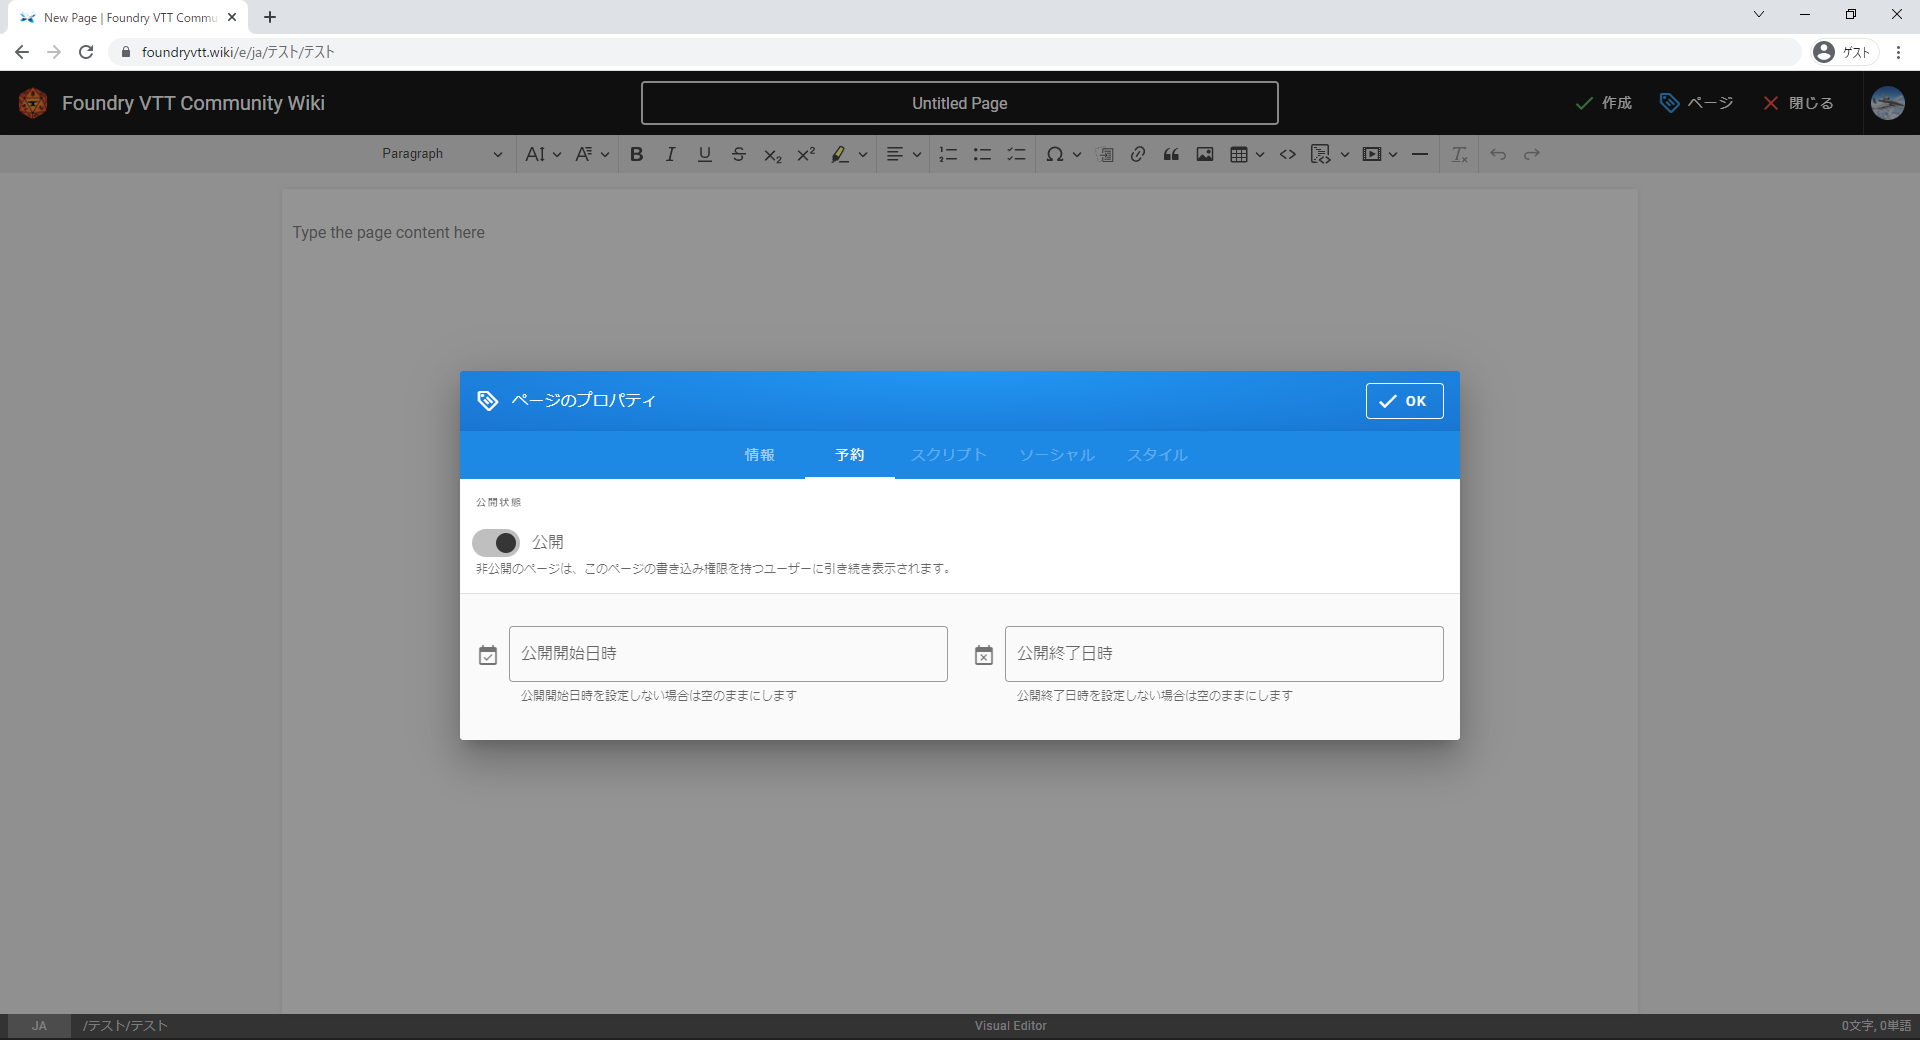 New Page | Foundry VTT Commu
foundryvtt.wiki/e/ja/テスト/テスト
ゲスト
Foundry VTT Community Wiki
Untitled Page
作成
ページ
閉じる
Paragraph
Type the page content here
ページのプロパティ
OK
情報
予約
スクリプト
ソーシャル
スタイル
公開状態
公開
非公開のページは、このページの書き込み権限を持つユーザーに引き続き表示されます。
公開開始日時
公開終了日時
公開開始日時を設定しない場合は空のままにします
公開終了日時を設定しない場合は空のままにします
JA
/テスト/テスト
Visual Editor
0文字, 0単語